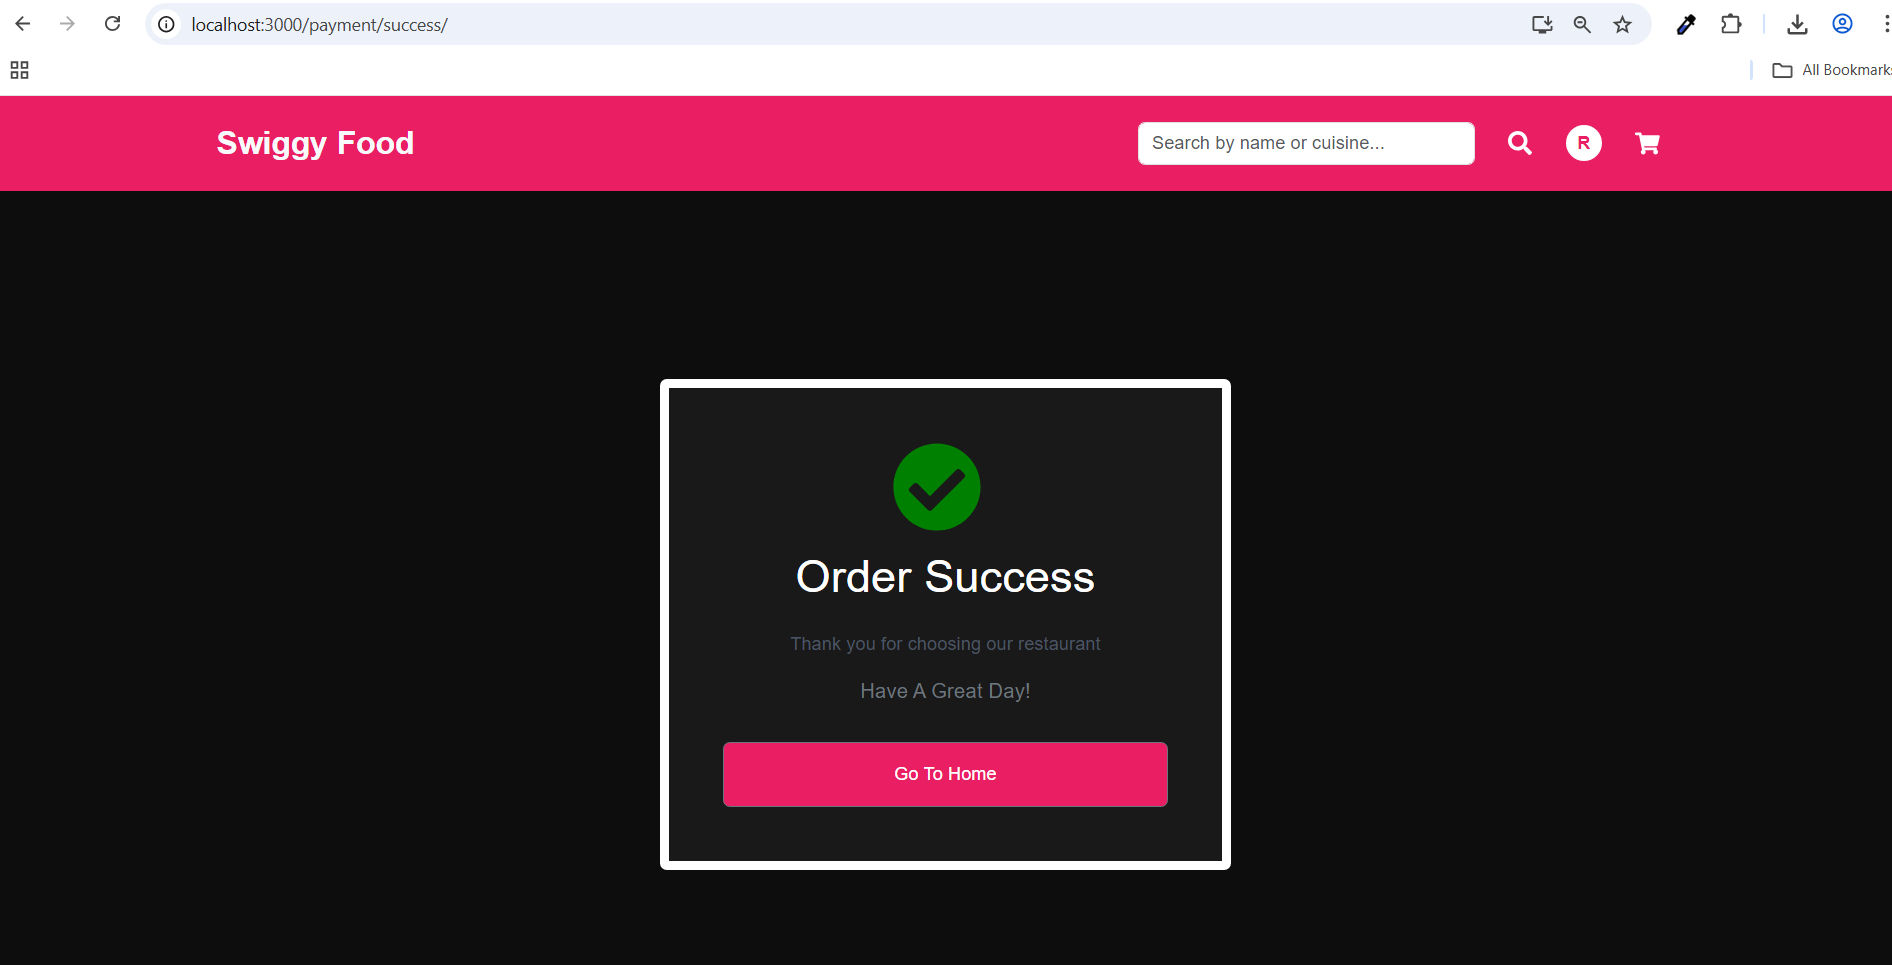 localhost:3000/payment/success/
All Bookmarks
Swiggy Food
Search by name or cuisine...
R
Order Success
Thank you for choosing our restaurant
Have A Great Day!
Go To Home